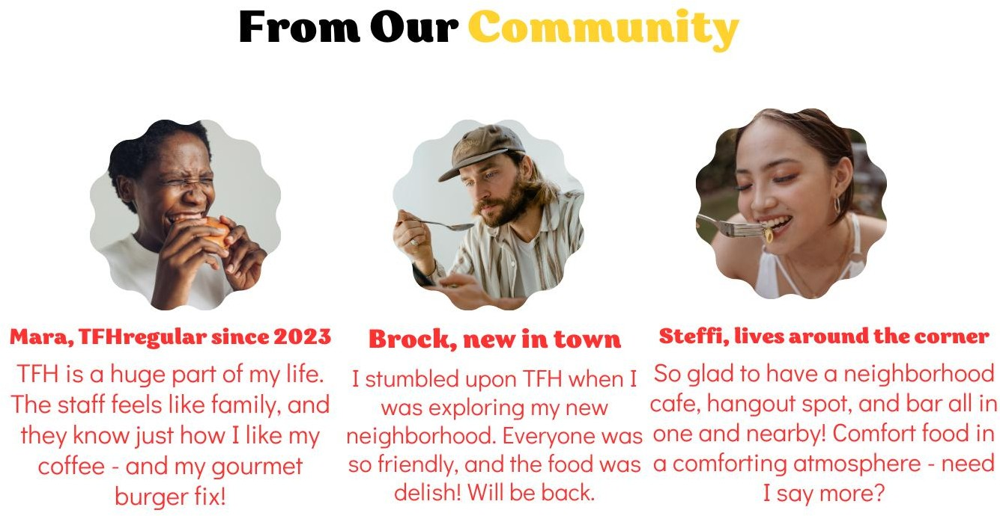 From Our Community
Mara, TFHregular since 2023
TFH is a huge part of my life.
The staff feels like family, and
they know just how I like my
coffee - and my gourmet
burger fix!
Brock, new in town
I stumbled upon TFH when I
was exploring my new
neighborhood. Everyone was
so friendly, and the food was
delish! Will be back.
Steffi, lives around the corner
So glad to have a neighborhood
cafe, hangout spot, and bar all in
one and nearby! Comfort food in
a comforting atmosphere - need
I say more?